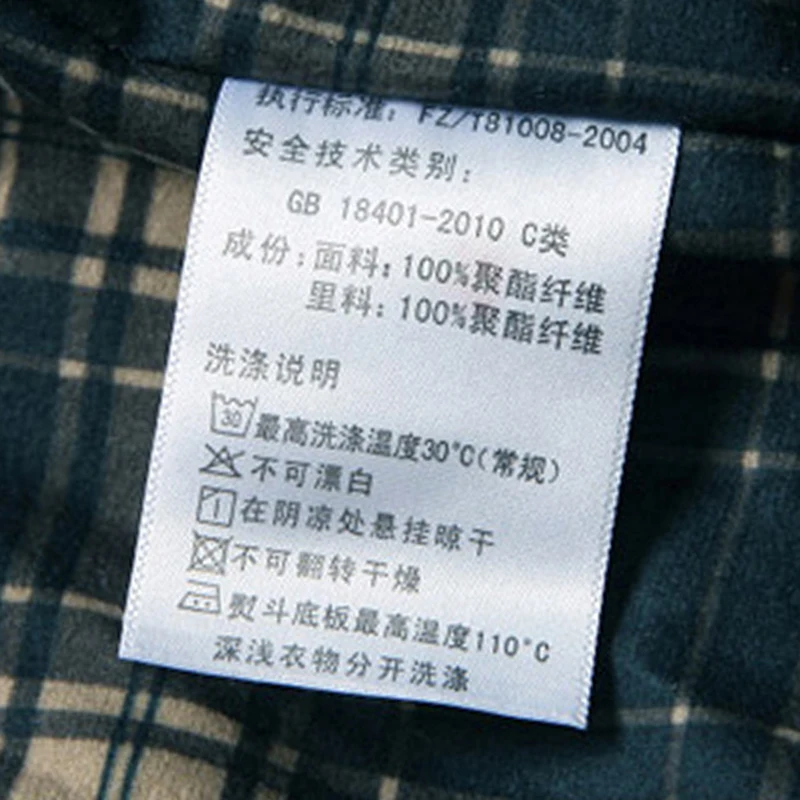 执行标准：FZ/T81008-2004
安全技术类别：
GB 18401-2010 C类
成份：面料：100%聚酯纤维
里料：100%聚酯纤维
洗涤说明
30 最高洗涤温度30℃(常规)
不可漂白
在阴凉处悬挂晾干
不可翻转干燥
熨斗底板最高温度110℃
深浅衣物分开洗涤